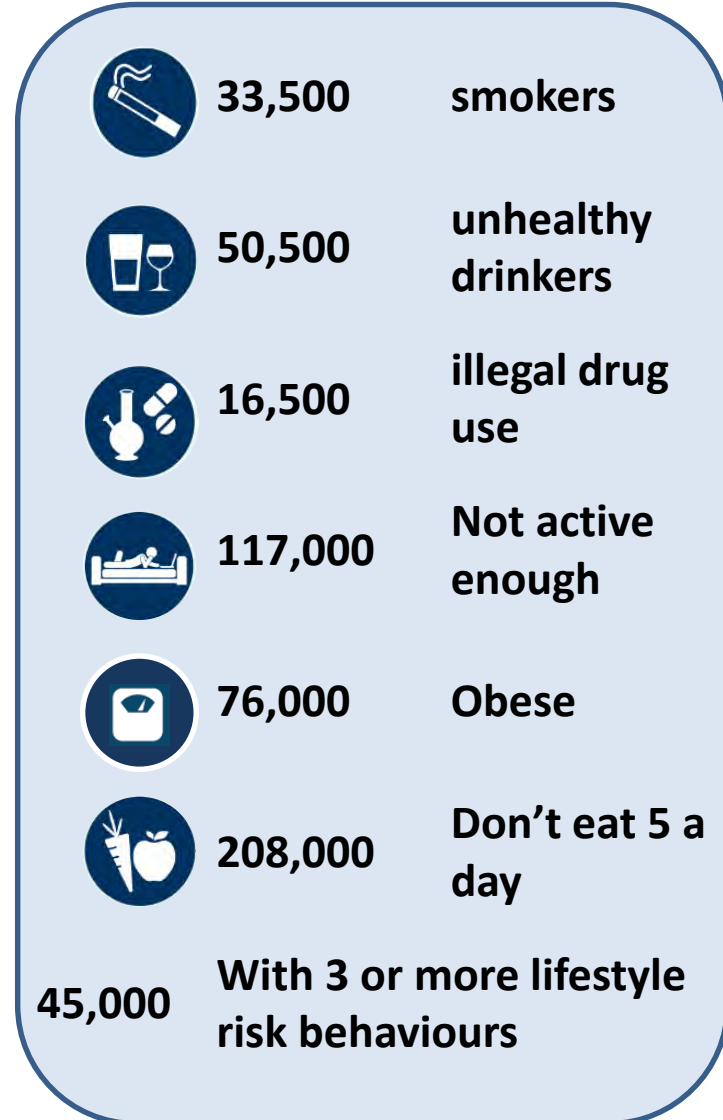 33,500 smokers
50,500 unhealthy
drinkers
16,500 illegal drug
use
117,000 Not active
enough
76,000 Obese
208,000 Don’t eat 5 a
day
45,000 With 3 or more lifestyle
risk behaviours